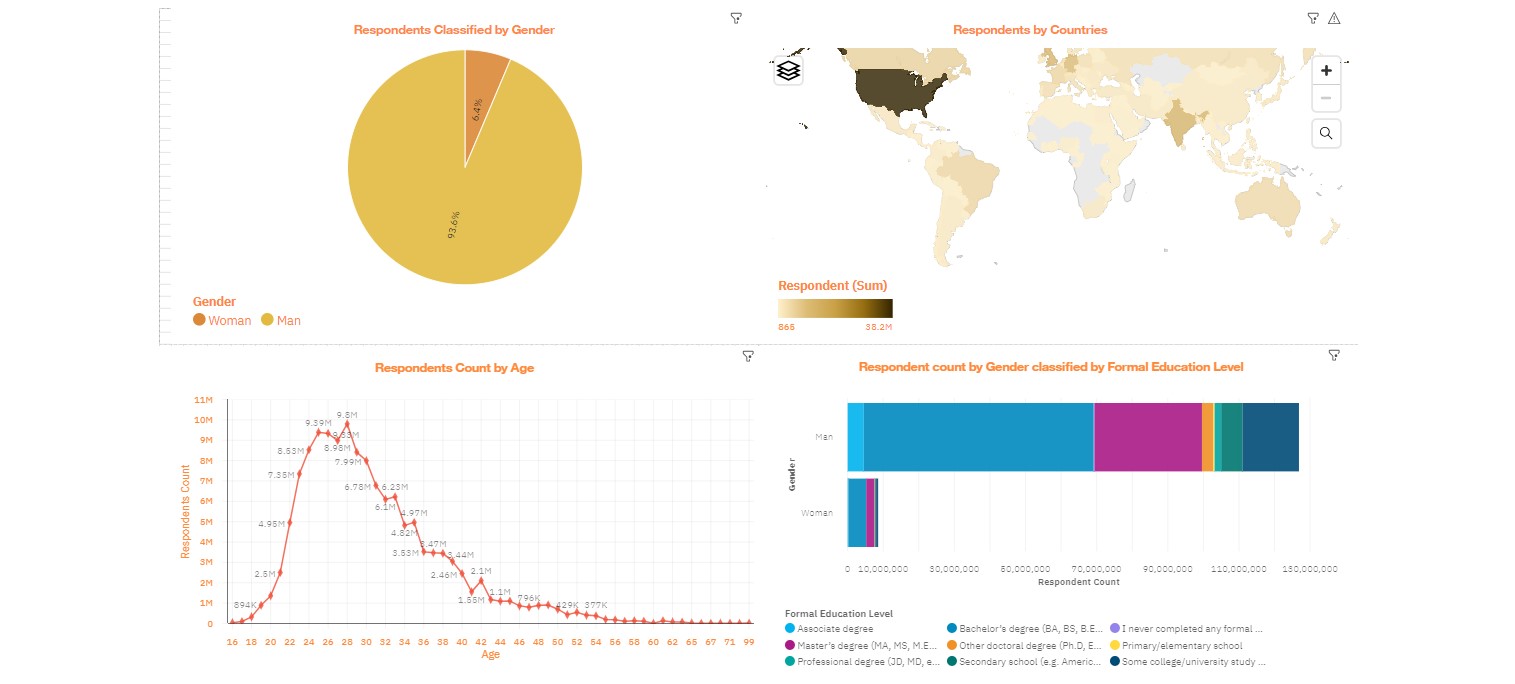 Respondents Classified by Gender
6.4%
93.6%
Gender
Woman Man
Respondents by Countries
Respondent (Sum)
865 38.2M
Respondents Count by Age
Respondents Count
11M
10M
9M
8M
7M
6M
5M
4M
3M
2M
1M
0
894K
2.5M
4.95M
7.35M
8.53M
9.39M
8.98M
9.33M
9.8M
7.99M
6.78M
6.1M
6.23M
4.82M
4.97M
3.53M
3.47M
3.44M
2.46M
1.55M
2.1M
1.1M
796K
429K
377K
16 18 20 22 24 26 28 30 32 34 36 38 40 42 44 46 48 50 52 54 56 58 60 62 65 67 71 99
Age
Respondent count by Gender classified by Formal Education Level
Gender
Man
Woman
0 10,000,000 30,000,000 50,000,000 70,000,000 90,000,000 110,000,000 130,000,000
Respondent Count
Formal Education Level
Associate degree Bachelor's degree (BA, BS, B.E... I never completed any formal ...
Master's degree (MA, MS, M.E... Other doctoral degree (Ph.D, E... Primary/elementary school
Professional degree (JD, MD, e... Secondary school (e.g. Americ... Some college/university study ...